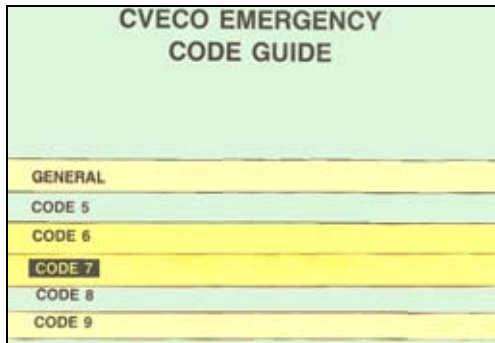 CVECO EMERGENCY
CODE GUIDE
GENERAL
CODE 5
CODE 6
CODE 7
CODE 8
CODE 9